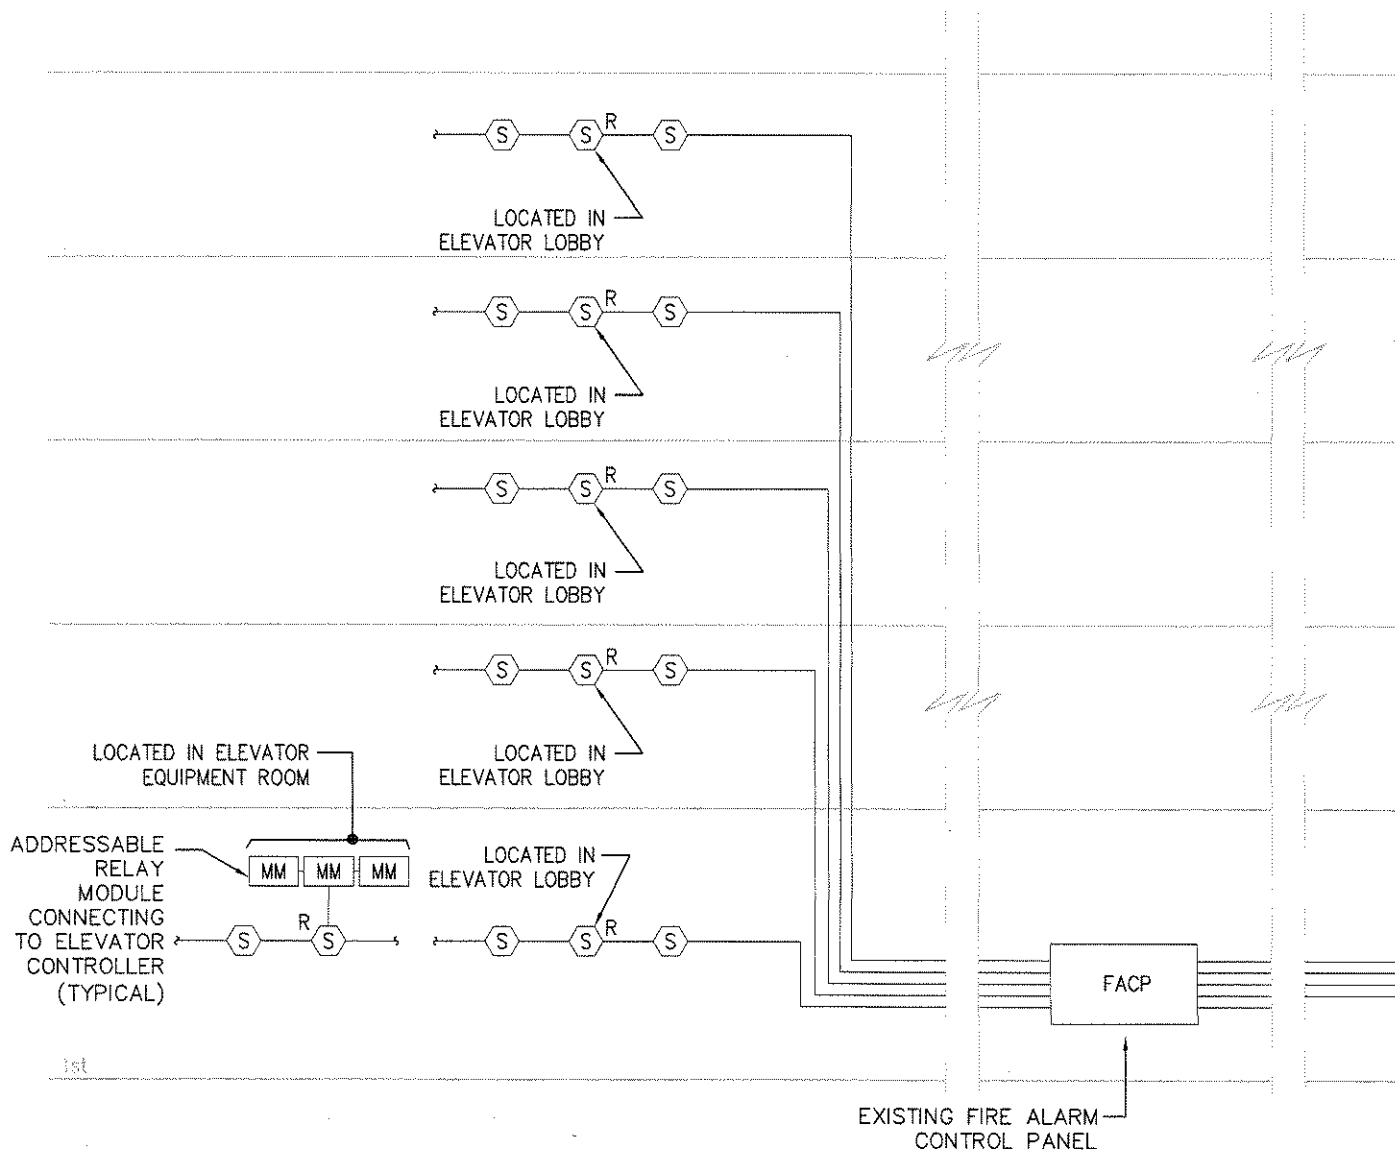 S S R S
LOCATED IN
ELEVATOR LOBBY
S S R S
LOCATED IN
ELEVATOR LOBBY
S S R S
LOCATED IN
ELEVATOR LOBBY
S S R S
LOCATED IN
ELEVATOR LOBBY
LOCATED IN ELEVATOR
EQUIPMENT ROOM
ADDRESSABLE
RELAY
MODULE
CONNECTING
TO ELEVATOR
CONTROLLER
(TYPICAL)
MM MM MM
R
S S
LOCATED IN
ELEVATOR LOBBY
S S R S
FACP
1st
EXISTING FIRE ALARM
CONTROL PANEL